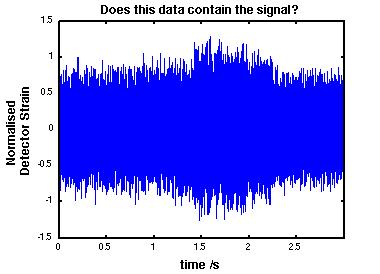 Does this data contain the signal?
1.5
1
0.5
0
-0.5
-1
-1.5
Normalised
Detector Strain
0 0.5 1 1.5 2 2.5
time /s